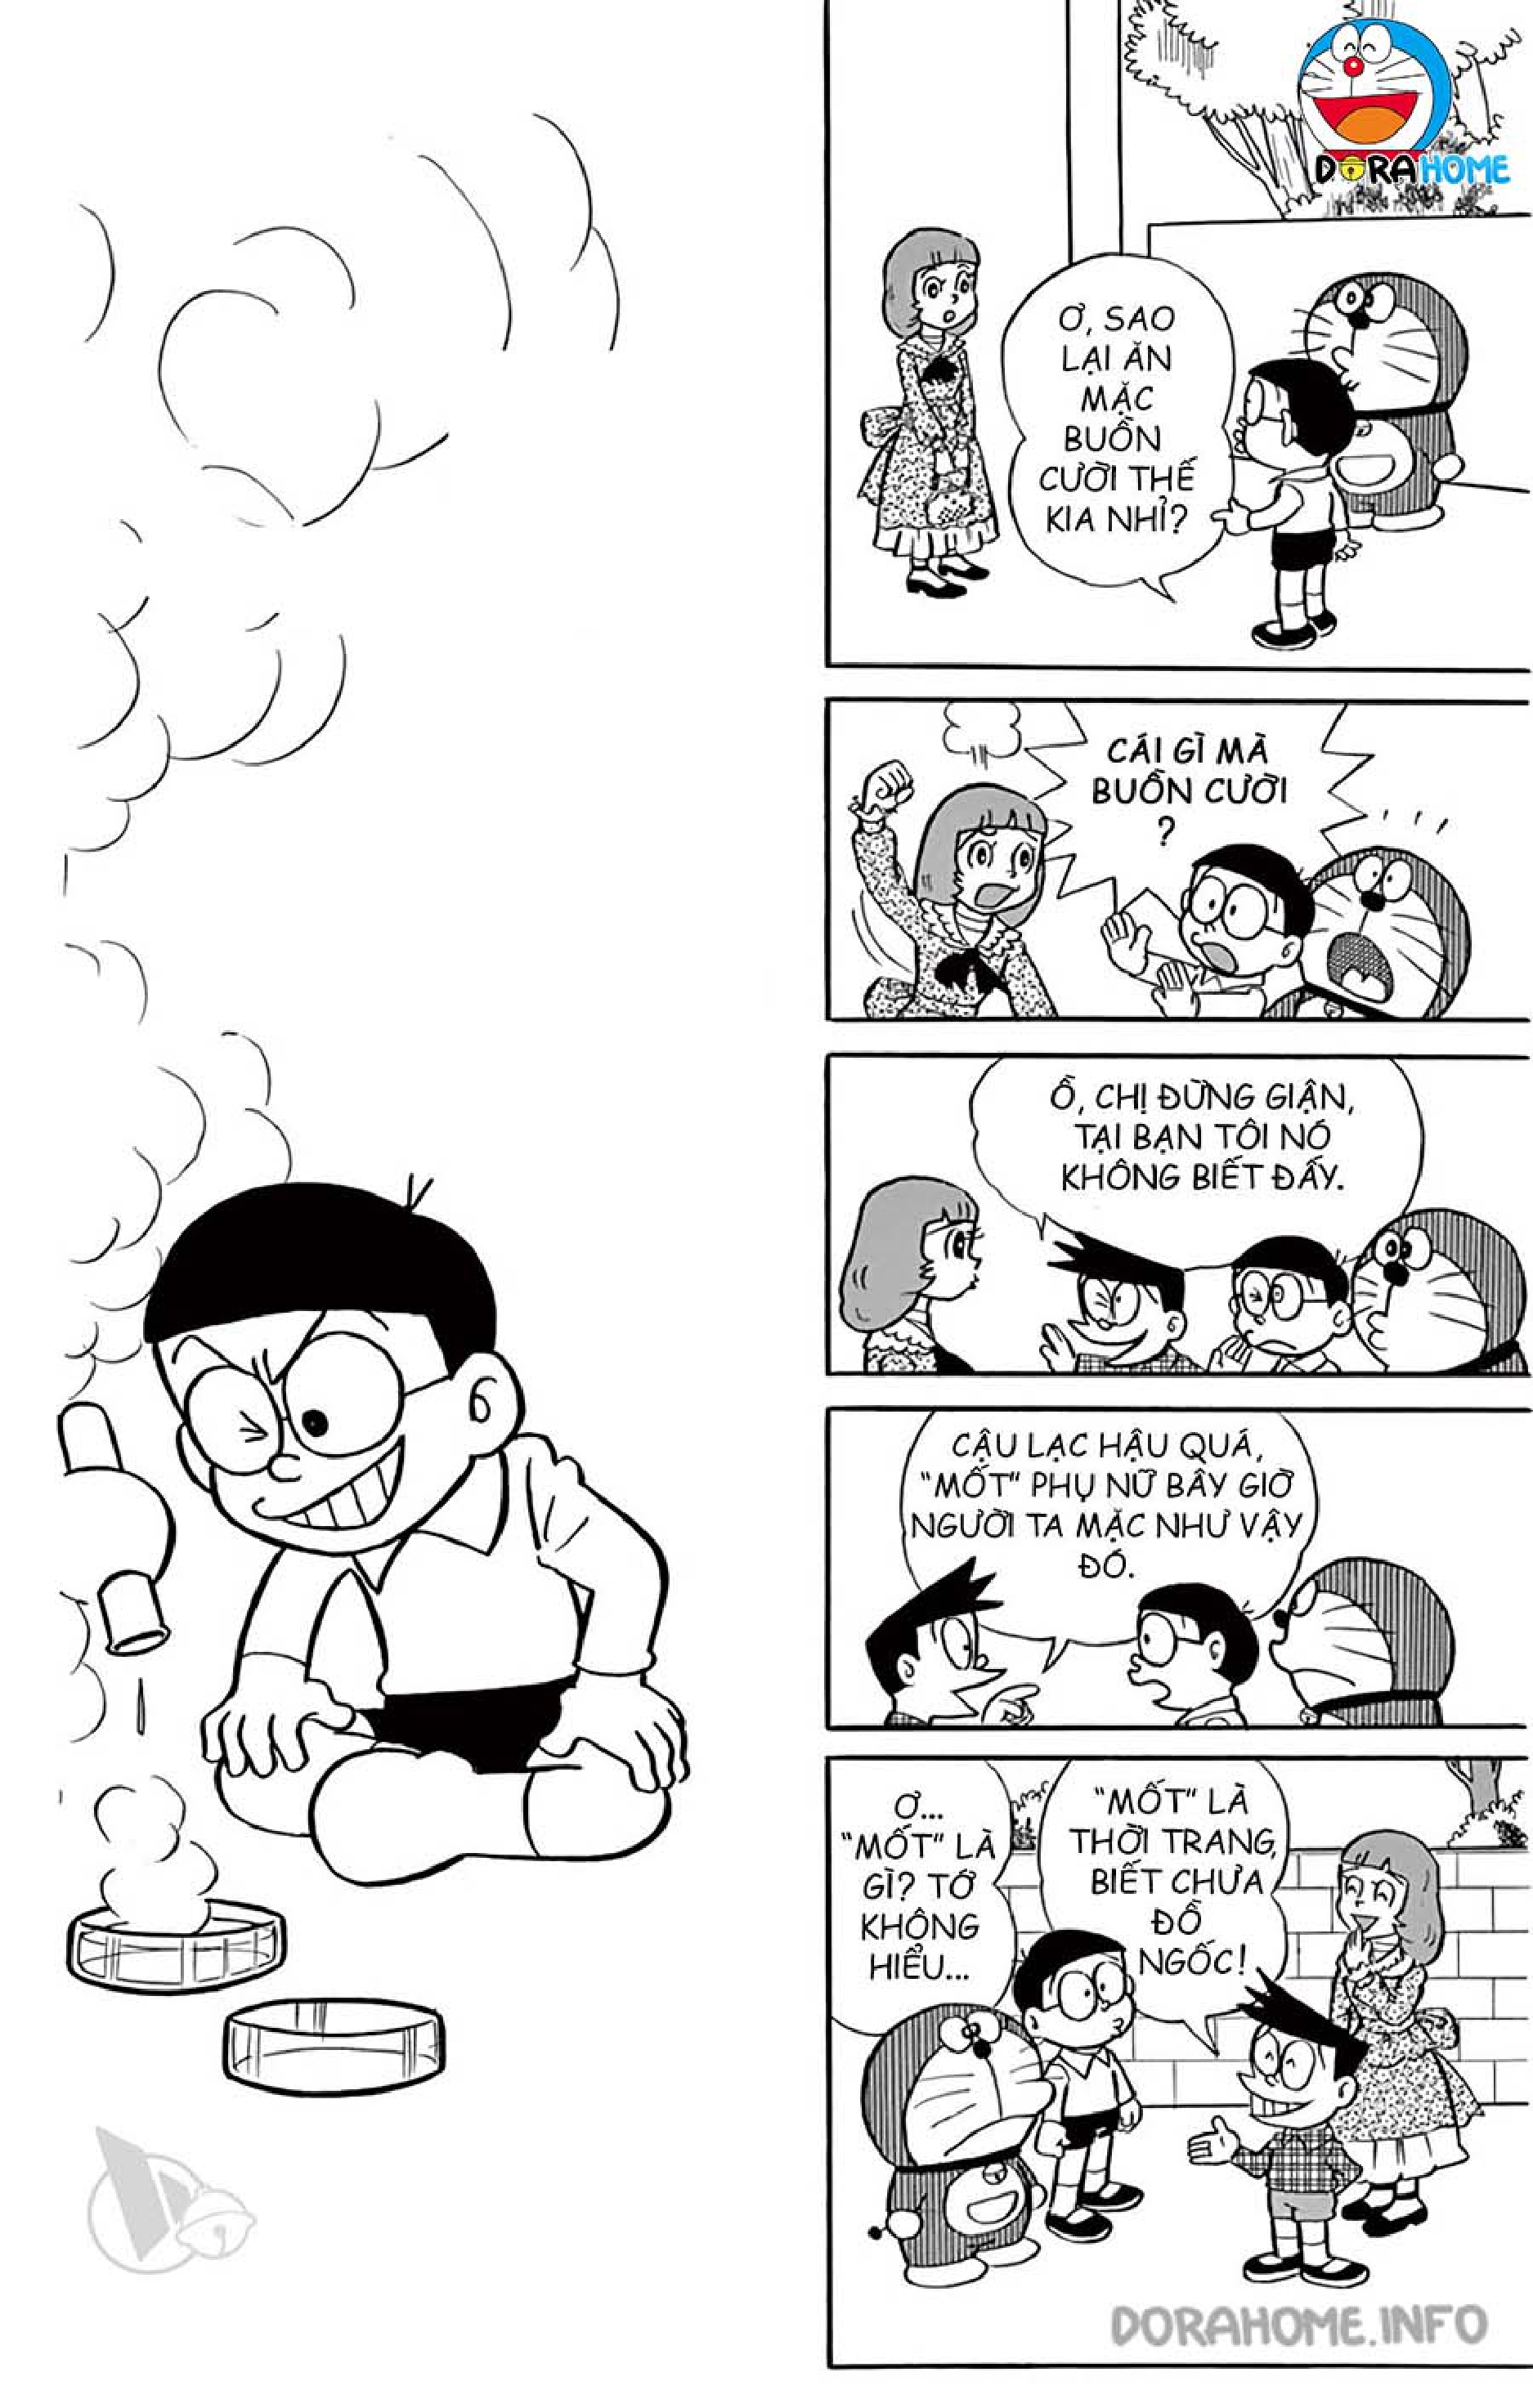 DORAHOME
Ơ, SAO
LẠI ĂN
MẶC
BUỒN
CƯỜI THẾ
KIA NHỈ?
CÁI GÌ MÀ
BUỒN CƯỜI
?
Ồ, CHỊ ĐỪNG GIẬN,
TẠI BẠN TÔI NÓ
KHÔNG BIẾT ĐẤY.
CẬU LẠC HẬU QUÁ,
"MỐT" PHỤ NỮ BÂY GIỜ
NGƯỜI TA MẶC NHƯ VẬY
ĐÓ.
Ơ...
"MỐT" LÀ
GÌ? TỚ
KHÔNG
HIỂU...
"MỐT" LÀ
THỜI TRANG,
BIẾT CHƯA
ĐỒ
NGỐC!
DORAHOME.INFO